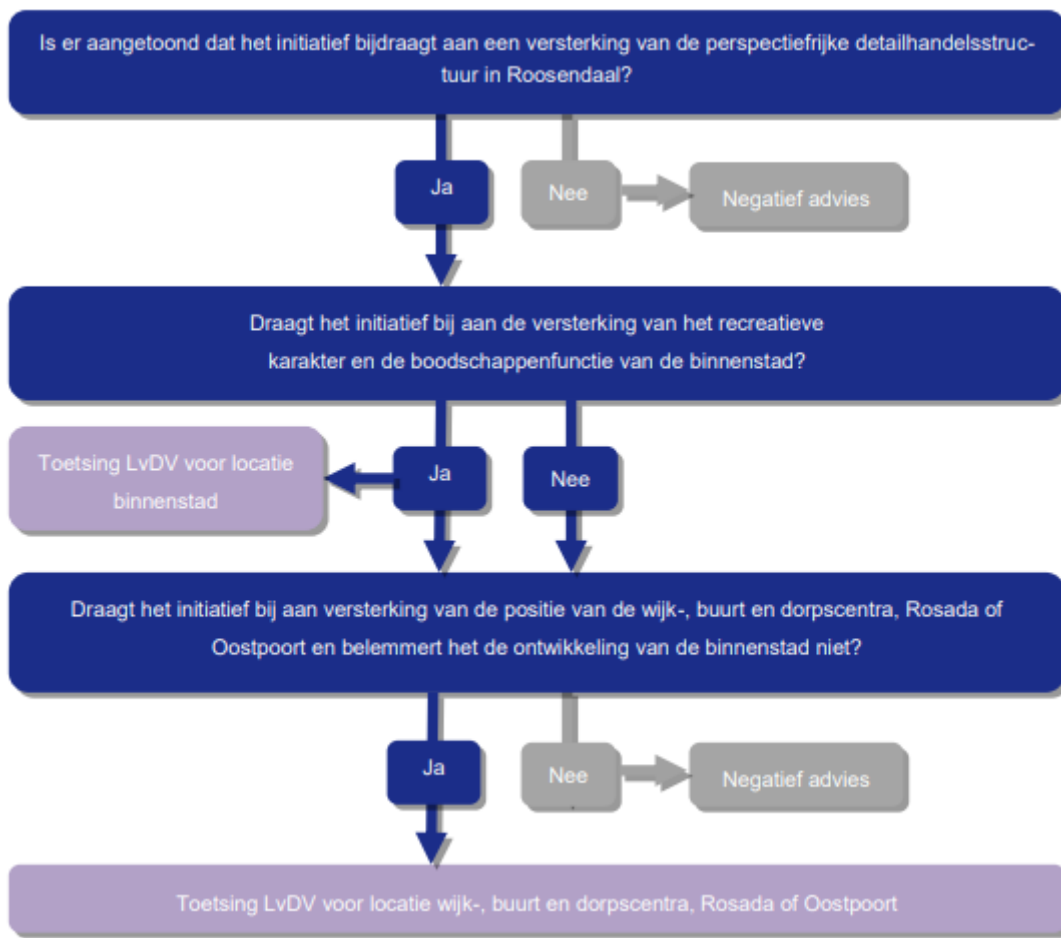 Is er aangetoond dat het initiatief bijdraagt aan een versterking van de perspectiefrijke detailhandelsstruc-
tuur in Roosendaal?
Ja
Nee
Negatief advies
Draagt het initiatief bij aan de versterking van het recreatieve
karakter en de boodschappenfunctie van de binnenstad?
Toetsing LvDV voor locatie
binnenstad
Ja
Nee
Draagt het initiatief bij aan versterking van de positie van de wijk-, buurt en dorpscentra, Rosada of
Oostpoort en belemmert het de ontwikkeling van de binnenstad niet?
Ja
Nee
Negatief advies
Toetsing LvDV voor locatie wijk-, buurt en dorpscentra, Rosada of Oostpoort